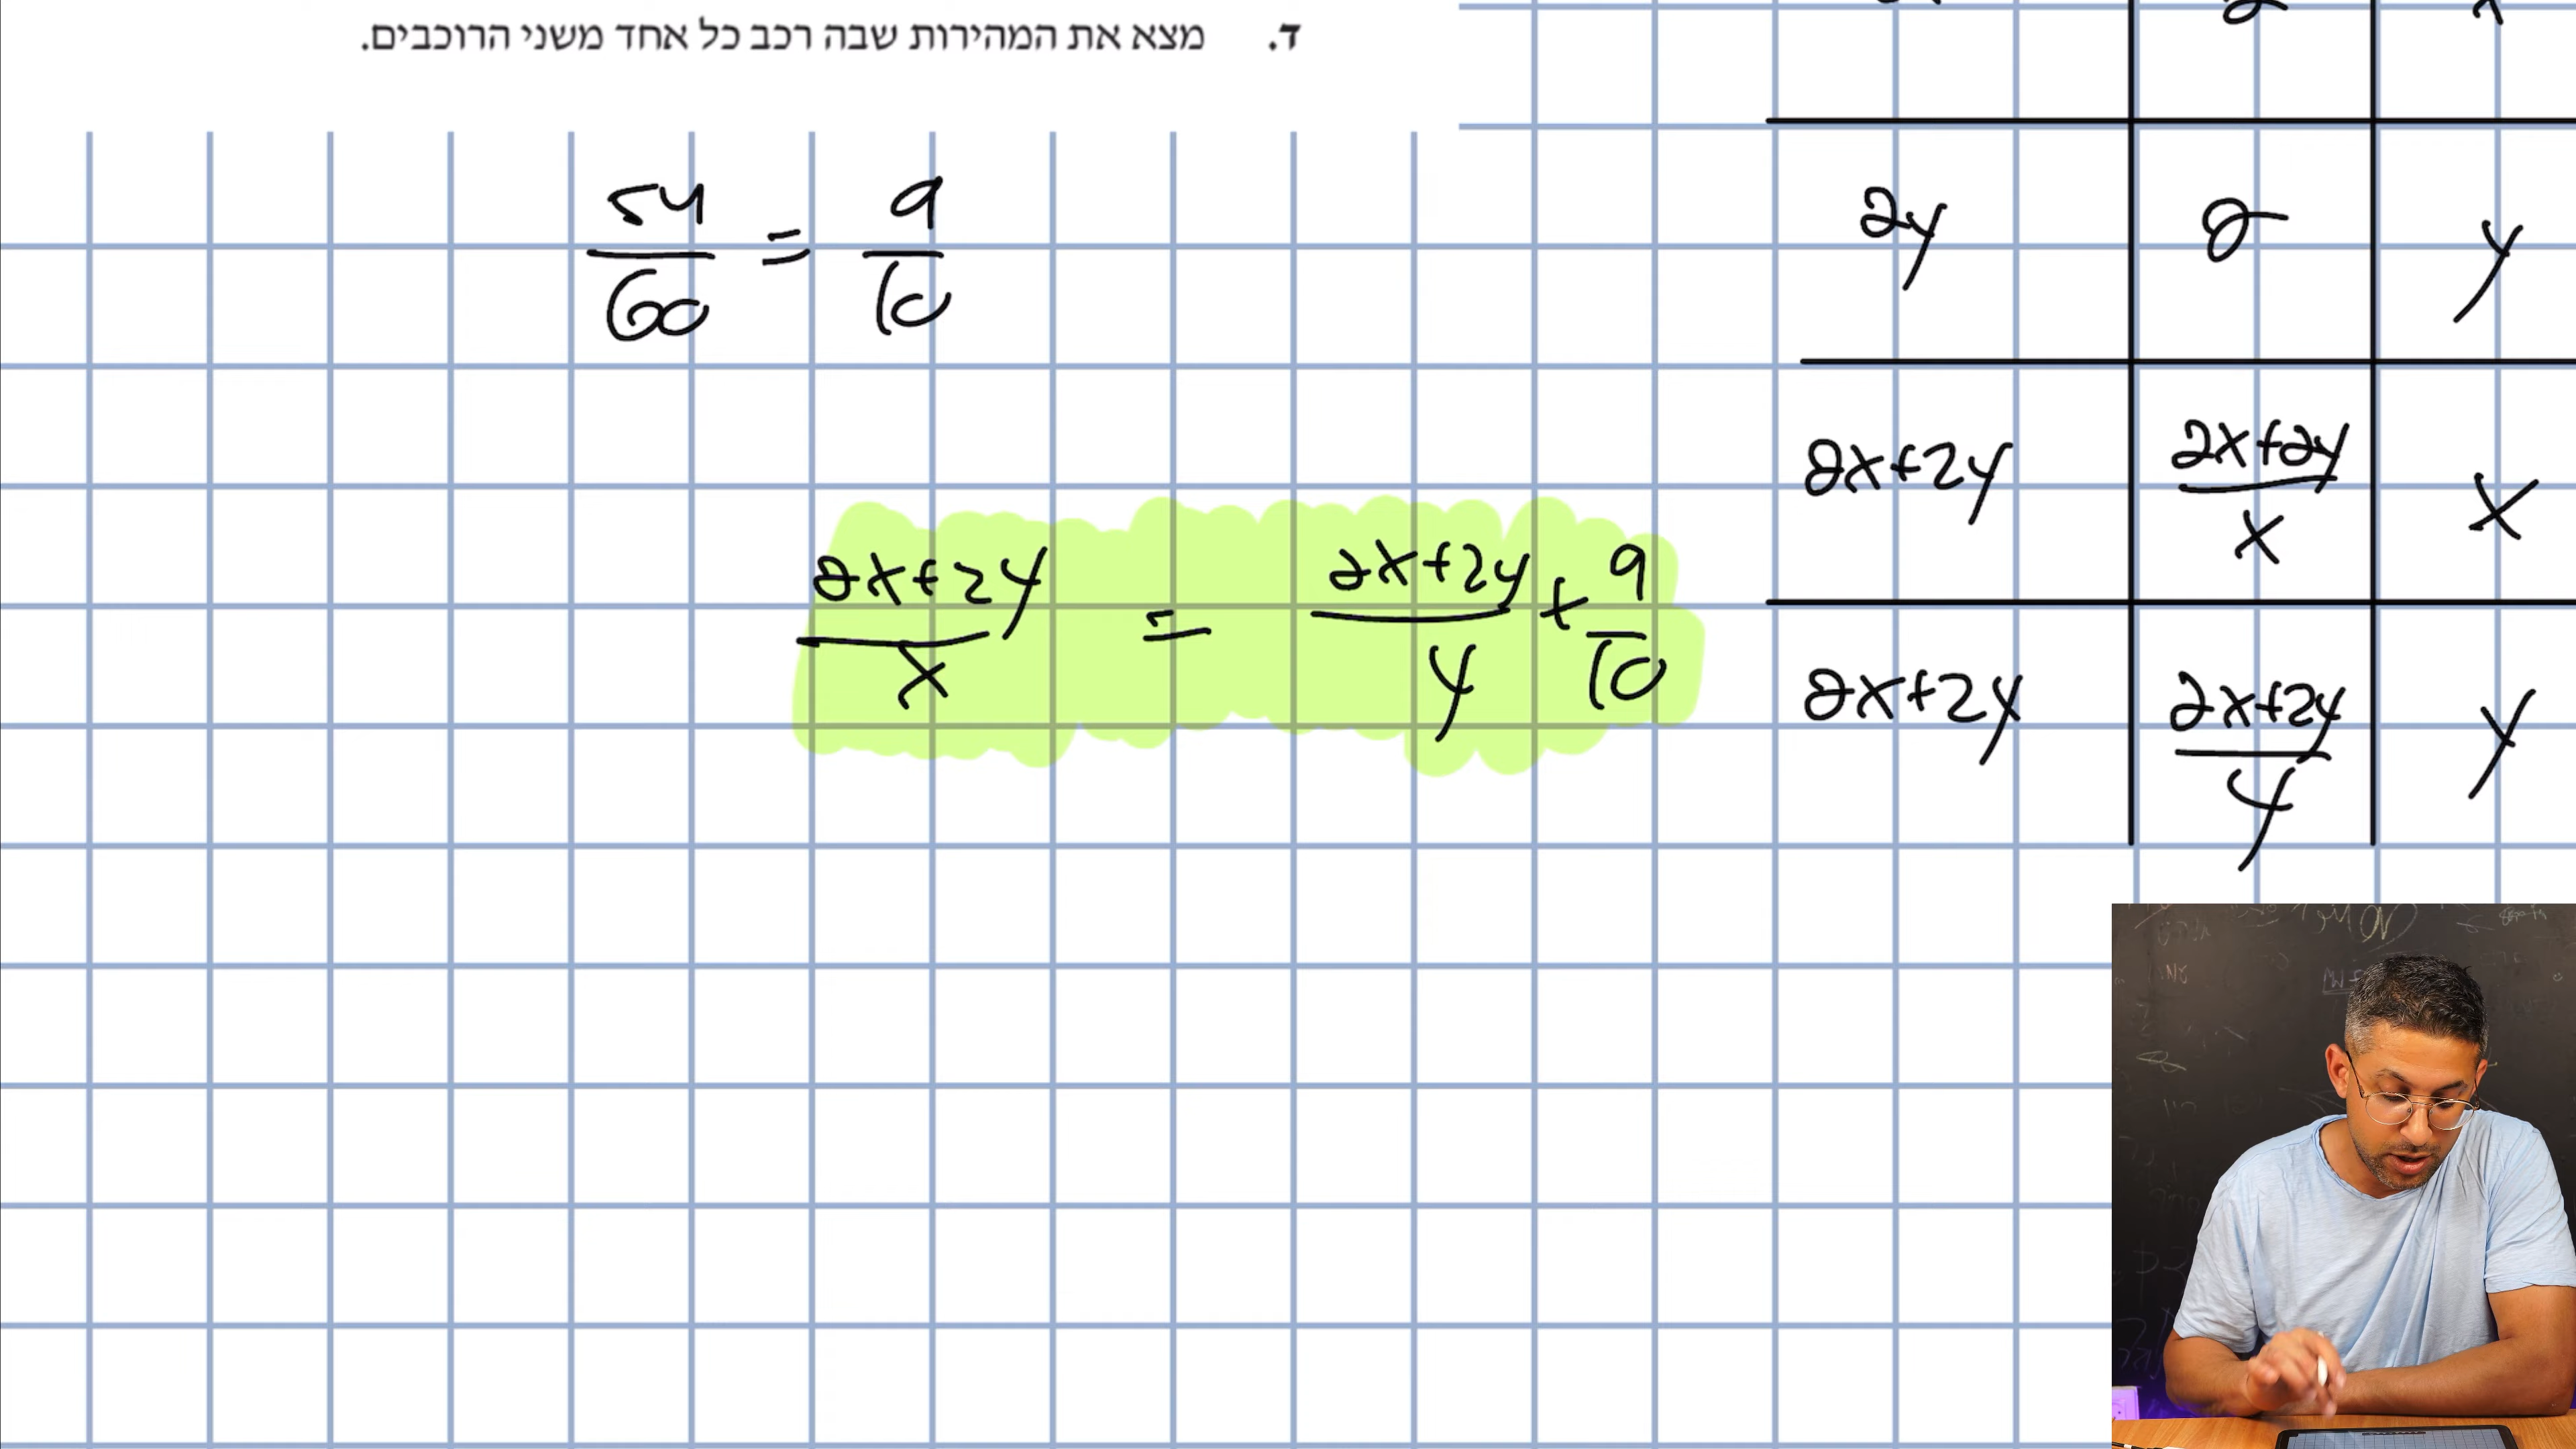 ד. מצא את המהירות שבה רכב כל אחד משני הרוכבים.
54/60 = 9/10
2y 2 y
2x+2y (2x+2y)/x x
(2x+2y)/x = (2x+2y)/y + 9/10
2x+2y (2x+2y)/y y